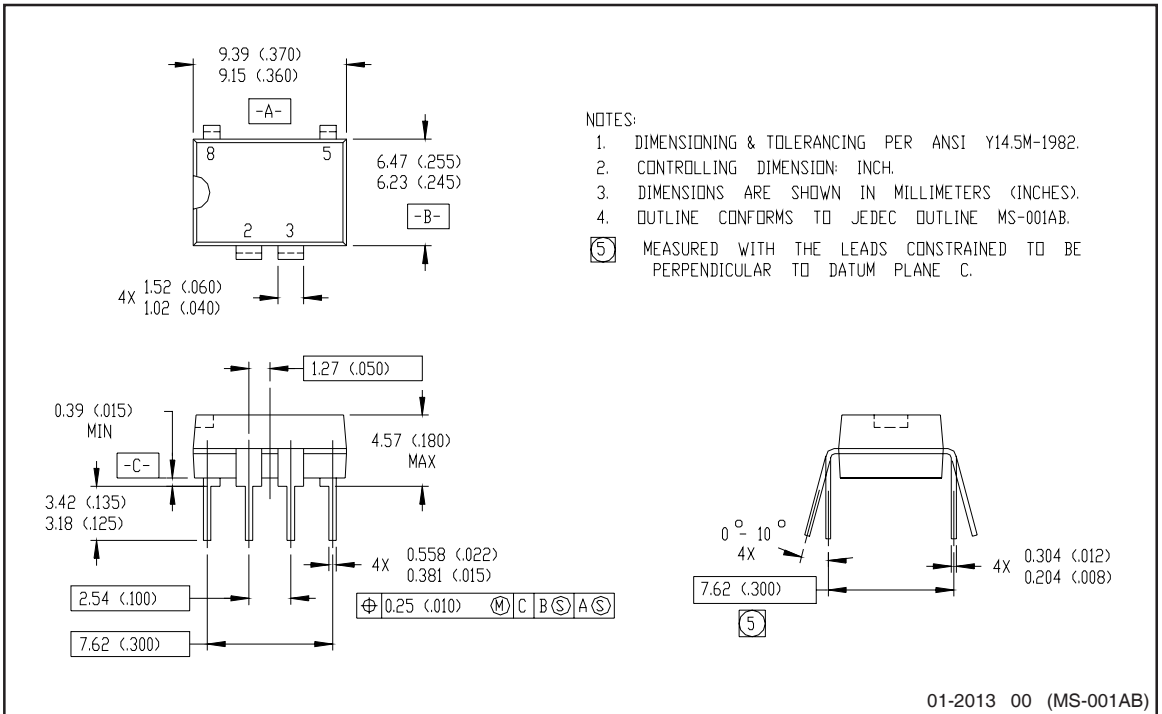 9.39 (.370)
9.15 (.360)
-A-
8 5
6.47 (.255)
6.23 (.245)
-B-
2 3
4X 1.52 (.060)
1.02 (.040)
NOTES:
1. DIMENSIONING & TOLERANCING PER ANSI Y14.5M-1982.
2. CONTROLLING DIMENSION: INCH.
3. DIMENSIONS ARE SHOWN IN MILLIMETERS (INCHES).
4. OUTLINE CONFORMS TO JEDEC OUTLINE MS-001AB.
5 MEASURED WITH THE LEADS CONSTRAINED TO BE
PERPENDICULAR TO DATUM PLANE C.
1.27 (.050)
0.39 (.015)
MIN
-C-
4.57 (.180)
MAX
3.42 (.135)
3.18 (.125)
4X 0.558 (.022)
0.381 (.015)
2.54 (.100)
⌖ 0.25 (.010) Ⓜ C B Ⓢ A Ⓢ
7.62 (.300)
0° - 10°
4X
4X 0.304 (.012)
0.204 (.008)
7.62 (.300)
5
01-2013 00 (MS-001AB)